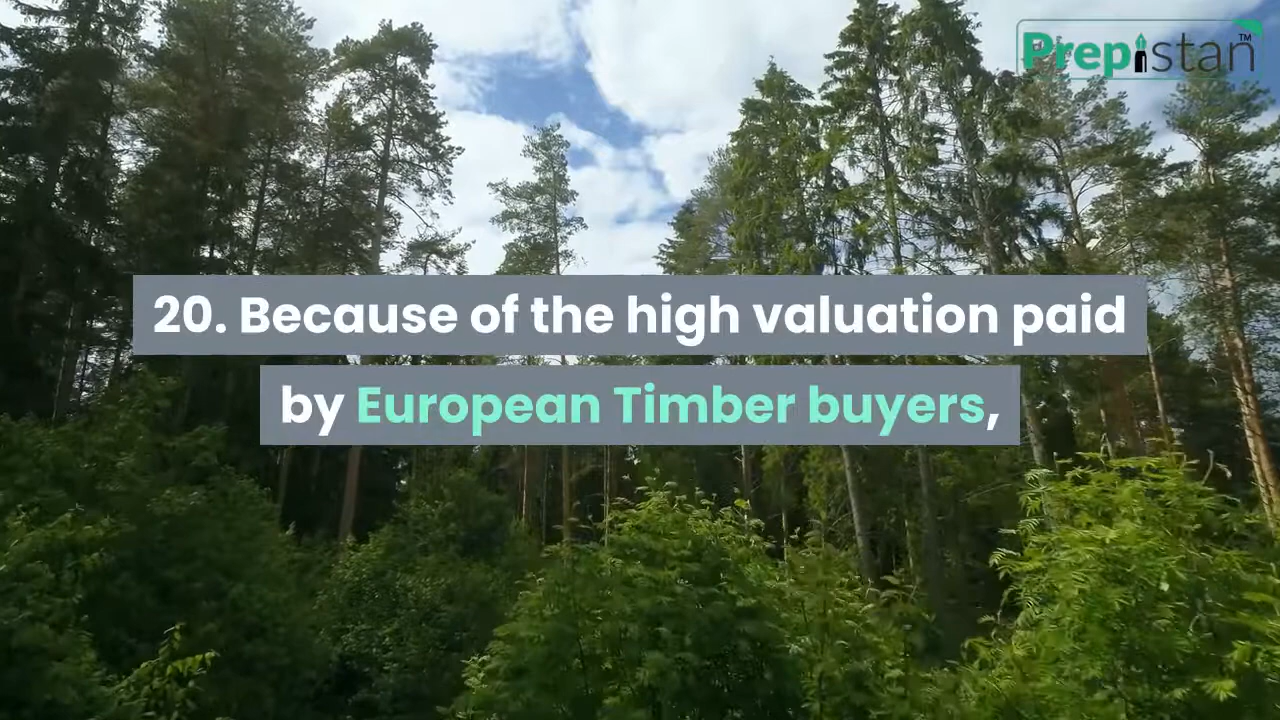 Prepistan™
20. Because of the high valuation paid
by European Timber buyers,